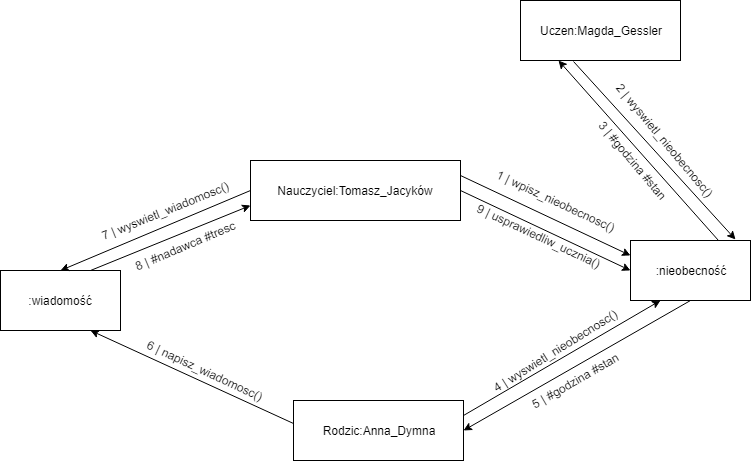 Uczen:Magda_Gessler
2 | wyswietl_nieobecnosc()
3 | #godzina #stan
Nauczyciel:Tomasz_Jacyków
1 | wpisz_nieobecnosc()
9 | usprawiedliw_ucznia()
7 | wyswietl_wiadomosc()
8 | #nadawca #tresc
:nieobecność
:wiadomość
6 | napisz_wiadomosc()
4 | wyswietl_nieobecnosc()
5 | #godzina #stan
Rodzic:Anna_Dymna